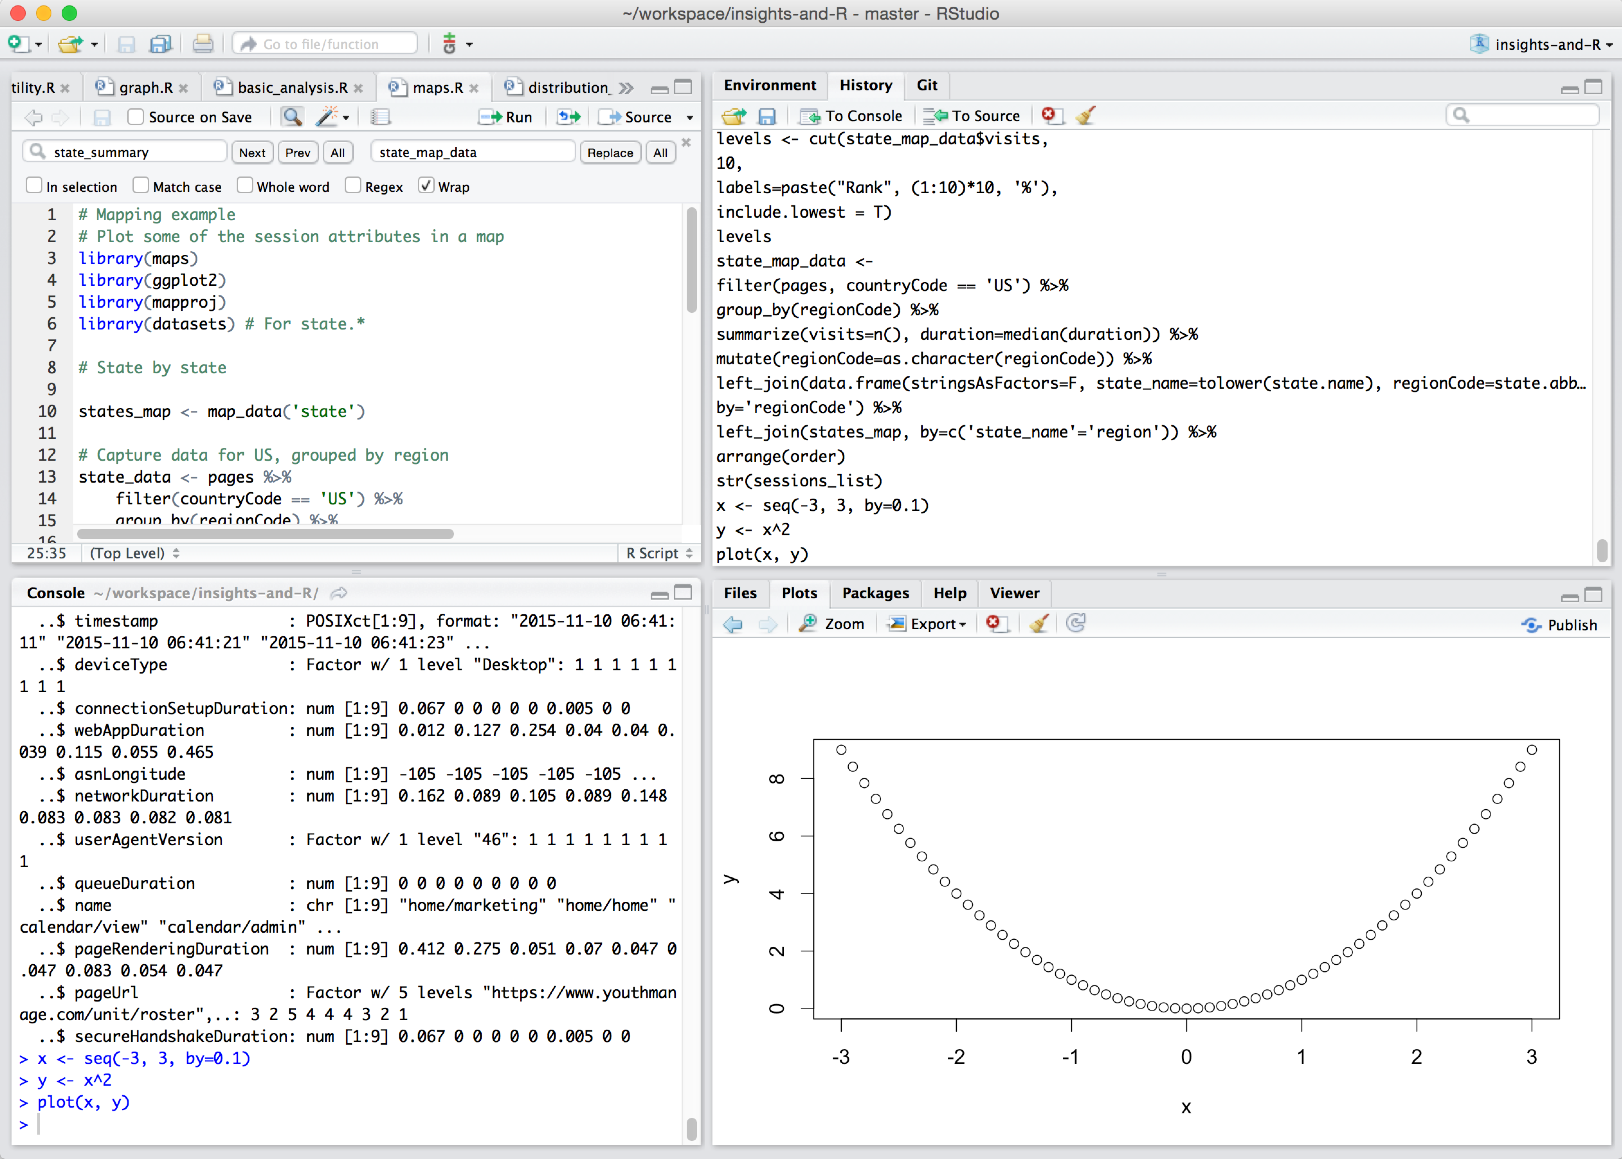 ~/workspace/insights-and-R - master - RStudio
Go to file/function
insights-and-R
tility.R
graph.R
basic_analysis.R
maps.R
distribution_
Source on Save
Run
Source
state_summary
Next
Prev
All
state_map_data
Replace
All
In selection
Match case
Whole word
Regex
Wrap
1 # Mapping example
2 # Plot some of the session attributes in a map
3 library(maps)
4 library(ggplot2)
5 library(mapproj)
6 library(datasets) # For state.*
7
8 # State by state
9
10 states_map <- map_data('state')
11
12 # Capture data for US, grouped by region
13 state_data <- pages %>%
14 filter(countryCode == 'US') %>%
15 group_by(regionCode) %>%
16
25:35 (Top Level)
R Script
Environment
History
Git
To Console
To Source
levels <- cut(state_map_data$visits,
10,
labels=paste("Rank", (1:10)*10, '%'),
include.lowest = T)
levels
state_map_data <-
filter(pages, countryCode == 'US') %>%
group_by(regionCode) %>%
summarize(visits=n(), duration=median(duration)) %>%
mutate(regionCode=as.character(regionCode)) %>%
left_join(data.frame(stringsAsFactors=F, state_name=tolower(state.name), regionCode=state.abb…
by='regionCode') %>%
left_join(states_map, by=c('state_name'='region')) %>%
arrange(order)
str(sessions_list)
x <- seq(-3, 3, by=0.1)
y <- x^2
plot(x, y)
Console ~/workspace/insights-and-R/
..$ timestamp : POSIXct[1:9], format: "2015-11-10 06:41:
11" "2015-11-10 06:41:21" "2015-11-10 06:41:23" ...
..$ deviceType : Factor w/ 1 level "Desktop": 1 1 1 1 1 1
1 1 1
..$ connectionSetupDuration: num [1:9] 0.067 0 0 0 0 0 0.005 0 0
..$ webAppDuration : num [1:9] 0.012 0.127 0.254 0.04 0.04 0.
039 0.115 0.055 0.465
..$ asnLongitude : num [1:9] -105 -105 -105 -105 -105 ...
..$ networkDuration : num [1:9] 0.162 0.089 0.105 0.089 0.148
0.083 0.083 0.082 0.081
..$ userAgentVersion : Factor w/ 1 level "46": 1 1 1 1 1 1 1 1
1
..$ queueDuration : num [1:9] 0 0 0 0 0 0 0 0 0
..$ name : chr [1:9] "home/marketing" "home/home" "
calendar/view" "calendar/admin" ...
..$ pageRenderingDuration : num [1:9] 0.412 0.275 0.051 0.07 0.047 0
.047 0.083 0.054 0.047
..$ pageUrl : Factor w/ 5 levels "https://www.youthman
age.com/unit/roster",..: 3 2 5 4 4 4 3 2 1
..$ secureHandshakeDuration: num [1:9] 0.067 0 0 0 0 0 0.005 0 0
> x <- seq(-3, 3, by=0.1)
> y <- x^2
> plot(x, y)
>
Files
Plots
Packages
Help
Viewer
Zoom
Export
Publish
8
6
4
2
0
y
-3 -2 -1 0 1 2 3
x